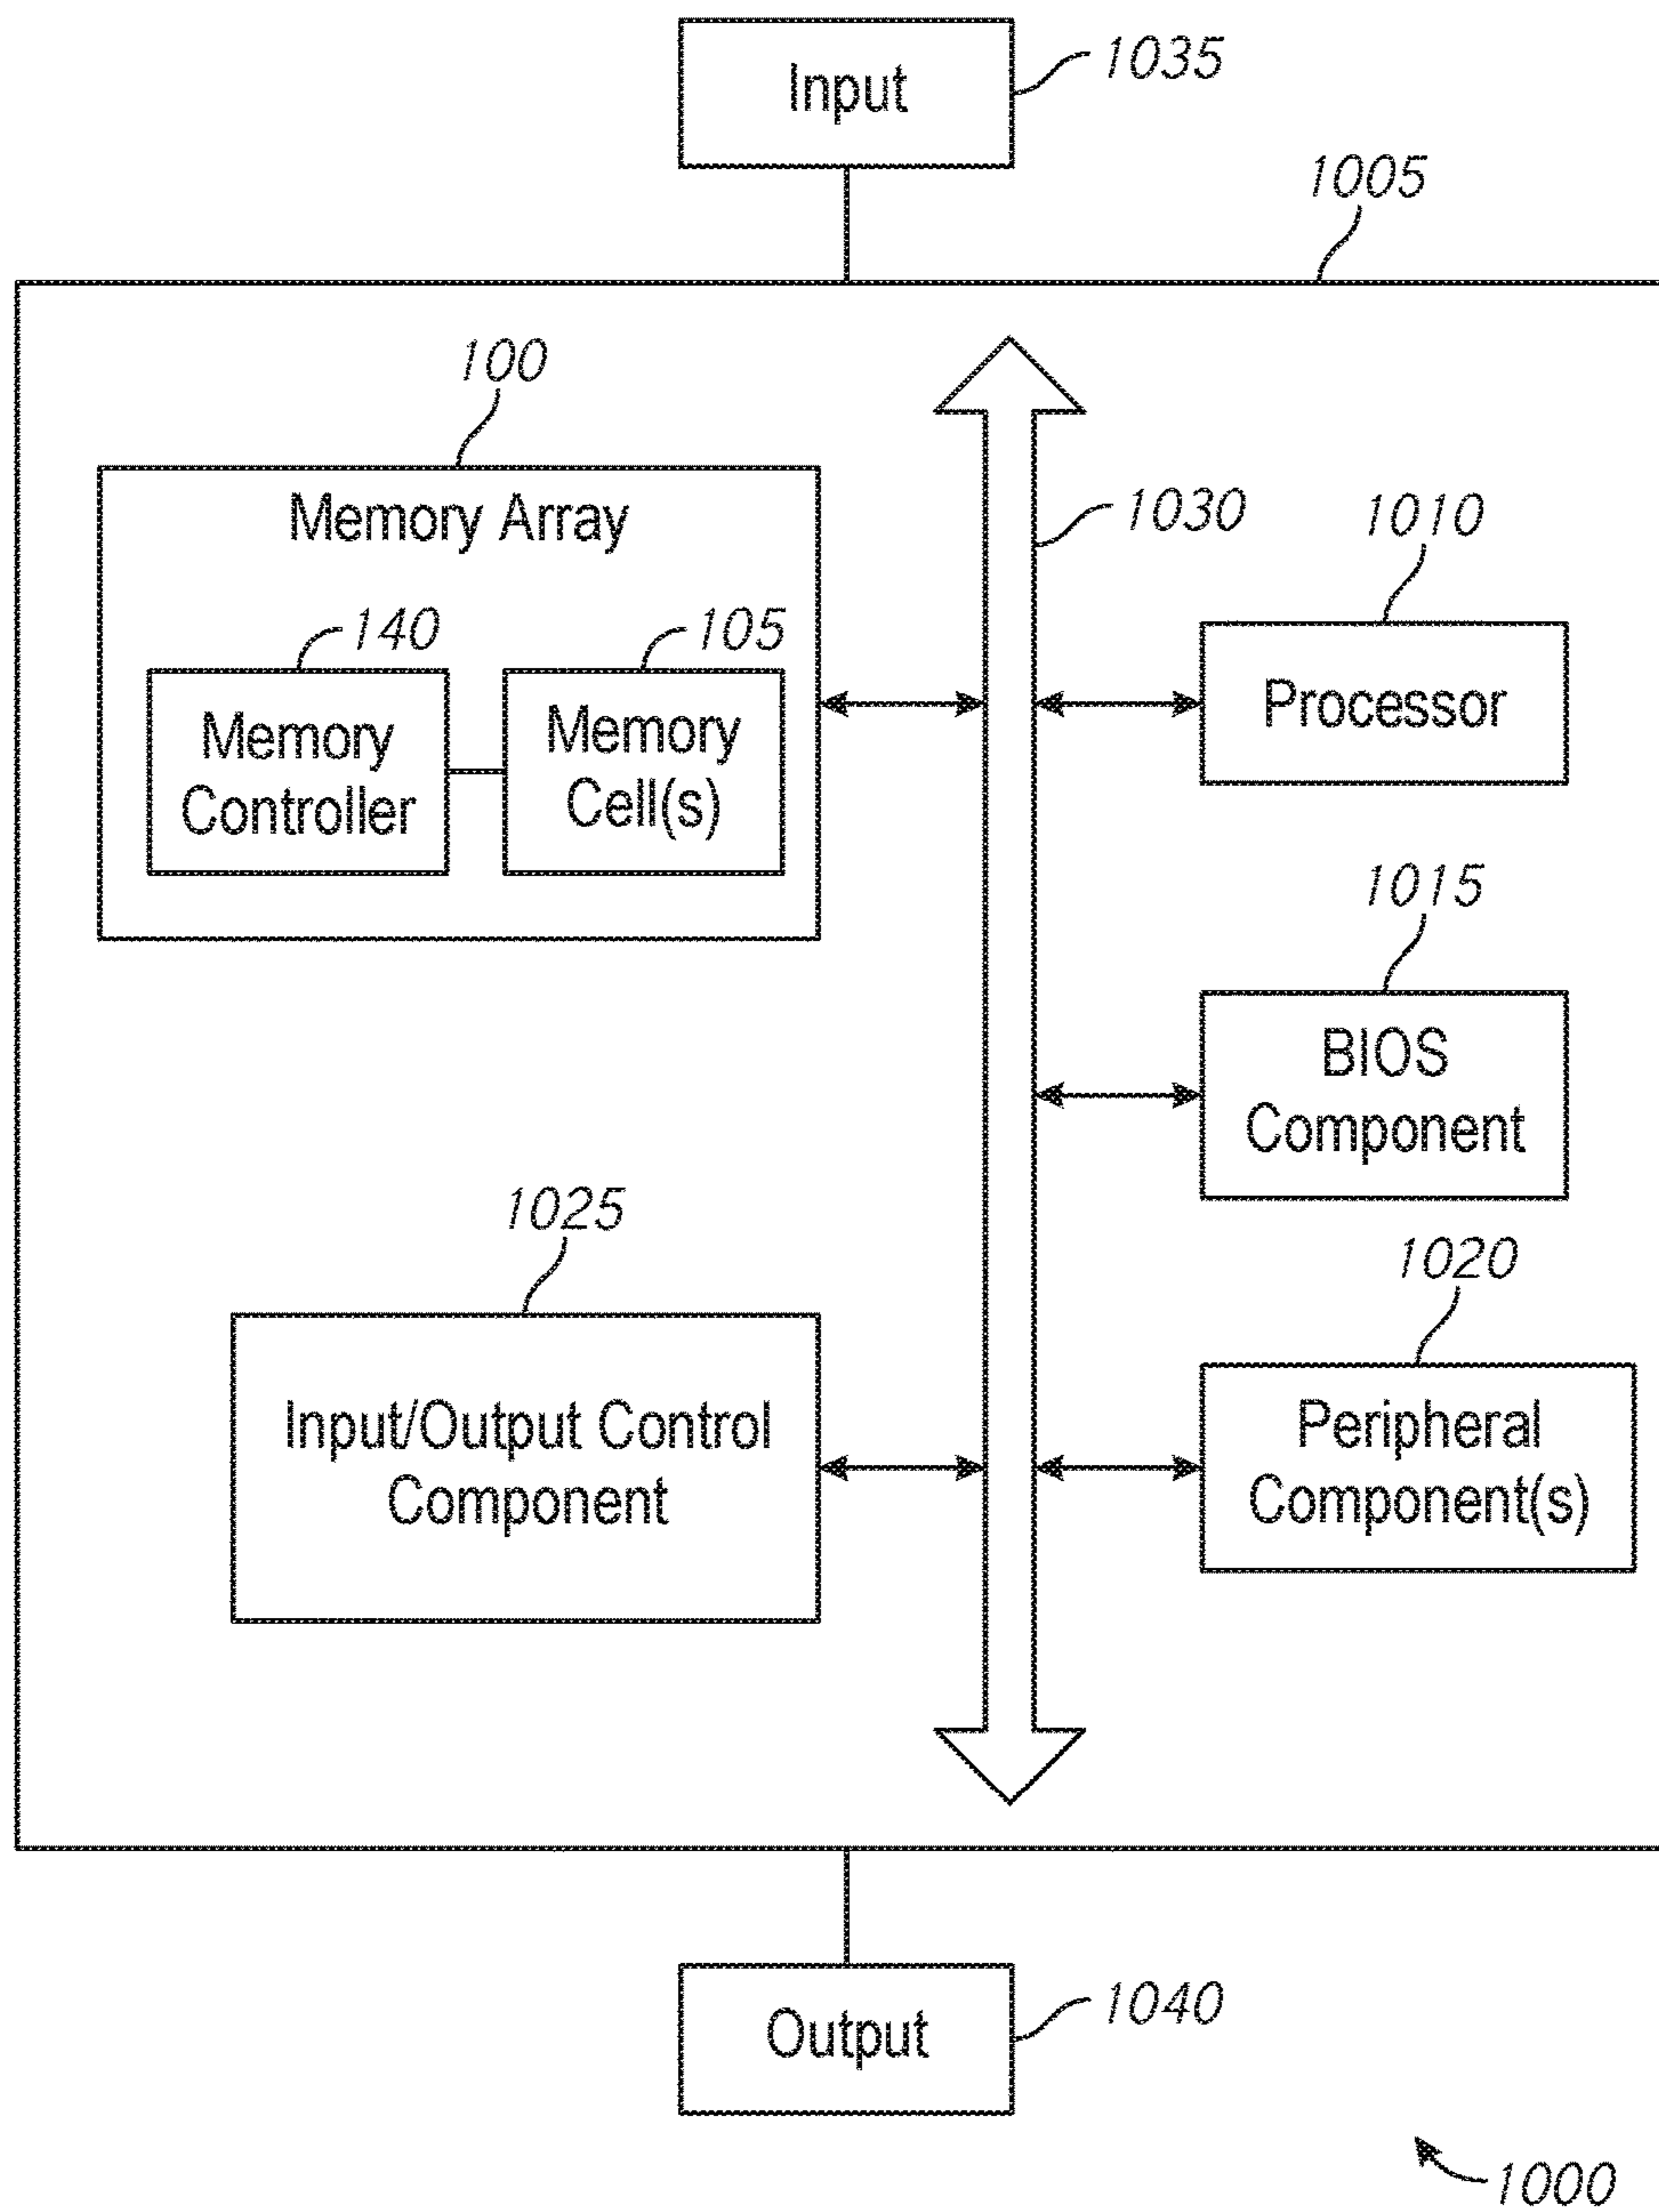 Input
1035
1005
100
Memory Array
140
105
Memory
Controller
Memory
Cell(s)
1030
1010
Processor
1015
BIOS
Component
1025
Input/Output Control
Component
1020
Peripheral
Component(s)
Output
1040
1000